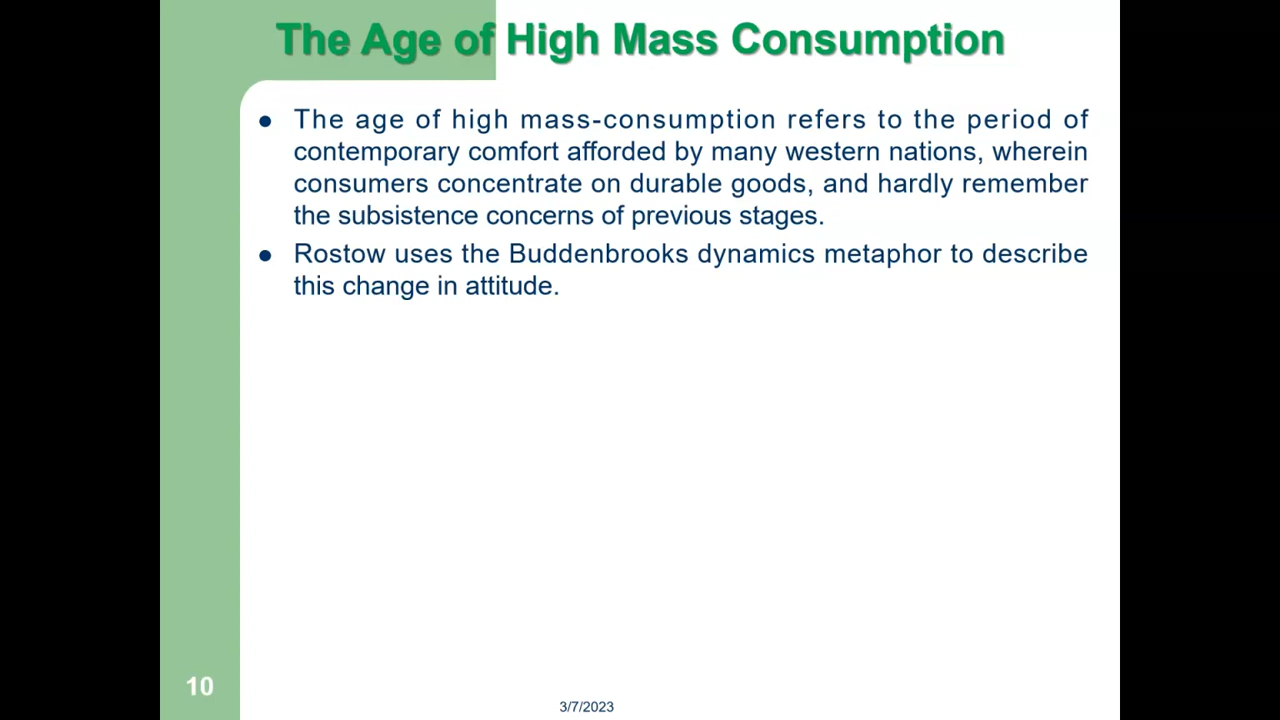 The Age of High Mass Consumption
The age of high mass-consumption refers to the period of
contemporary comfort afforded by many western nations, wherein
consumers concentrate on durable goods, and hardly remember
the subsistence concerns of previous stages.
Rostow uses the Buddenbrooks dynamics metaphor to describe
this change in attitude.
10
3/7/2023